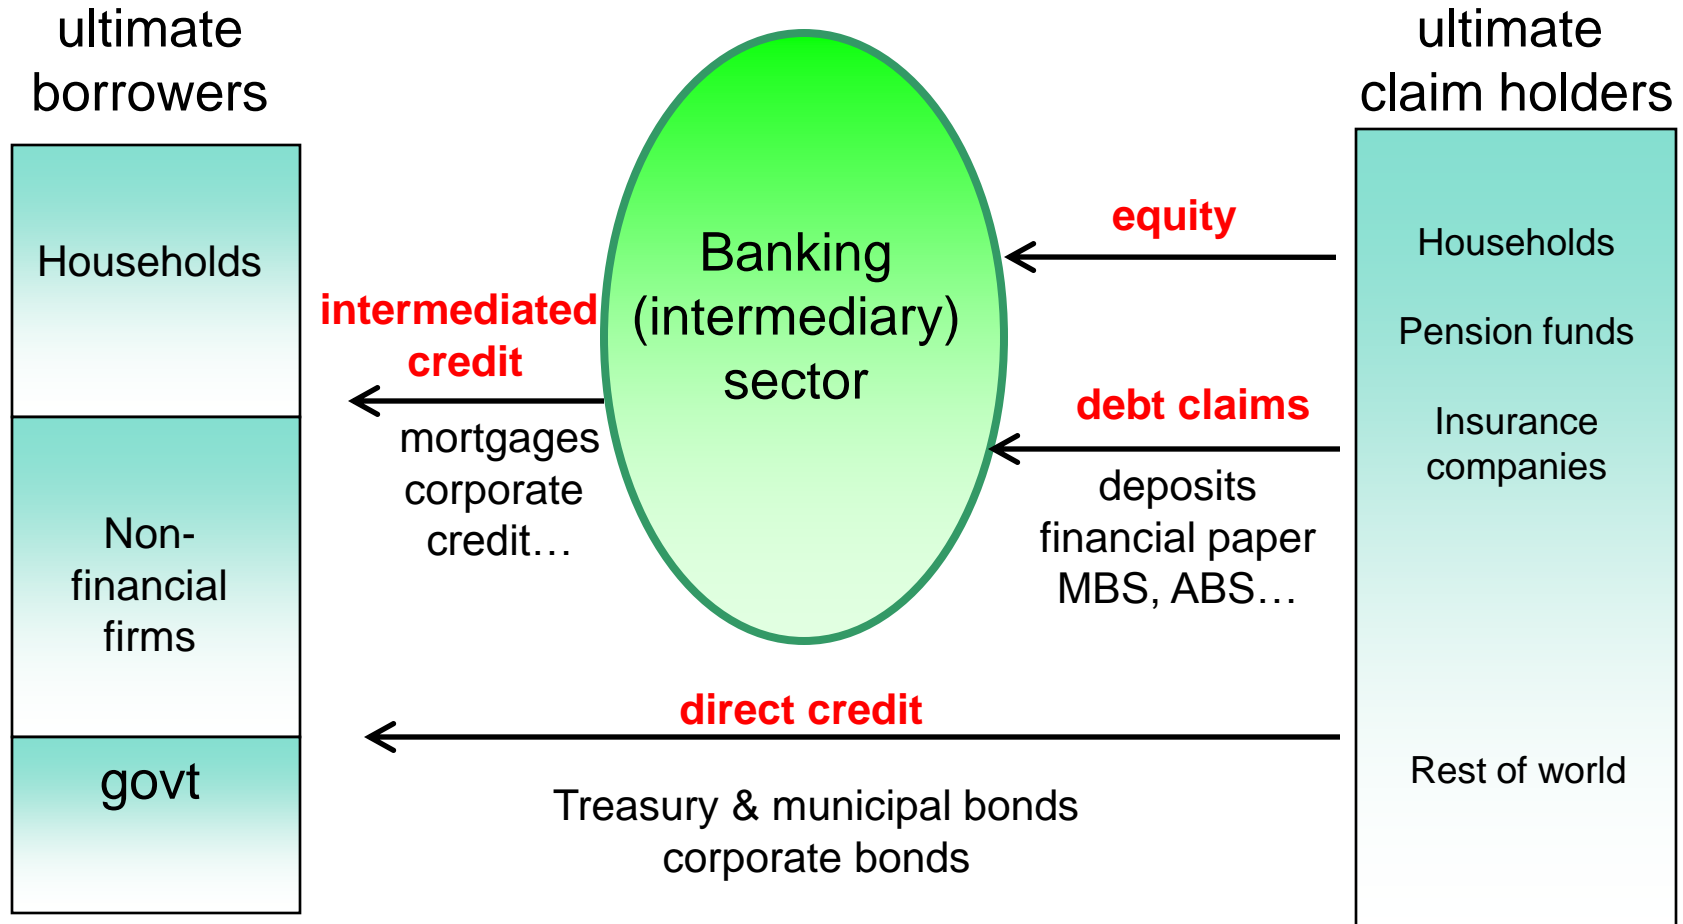 ultimate
borrowers
Households
Non-
financial
firms
govt
intermediated
credit
mortgages
corporate
credit…
Banking
(intermediary)
sector
equity
debt claims
deposits
financial paper
MBS, ABS…
direct credit
Treasury & municipal bonds
corporate bonds
ultimate
claim holders
Households
Pension funds
Insurance
companies
Rest of world